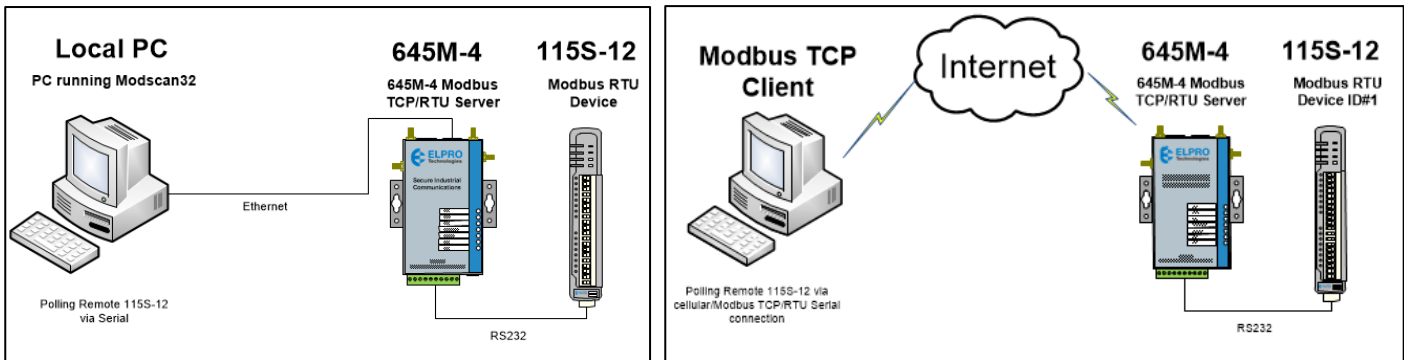 Local PC
PC running Modscan32
645M-4
645M-4 Modbus
TCP/RTU Server
115S-12
Modbus RTU
Device
ELPRO
Technologies
Secure Industrial
Communications
Ethernet
Polling Remote 115S-12
via Serial
RS232
Modbus TCP
Client
Internet
645M-4
645M-4 Modbus
TCP/RTU Server
115S-12
Modbus RTU
Device ID#1
ELPRO
Technologies
Polling Remote 115S-12 via
cellular/Modbus TCP/RTU Serial
connection
RS232